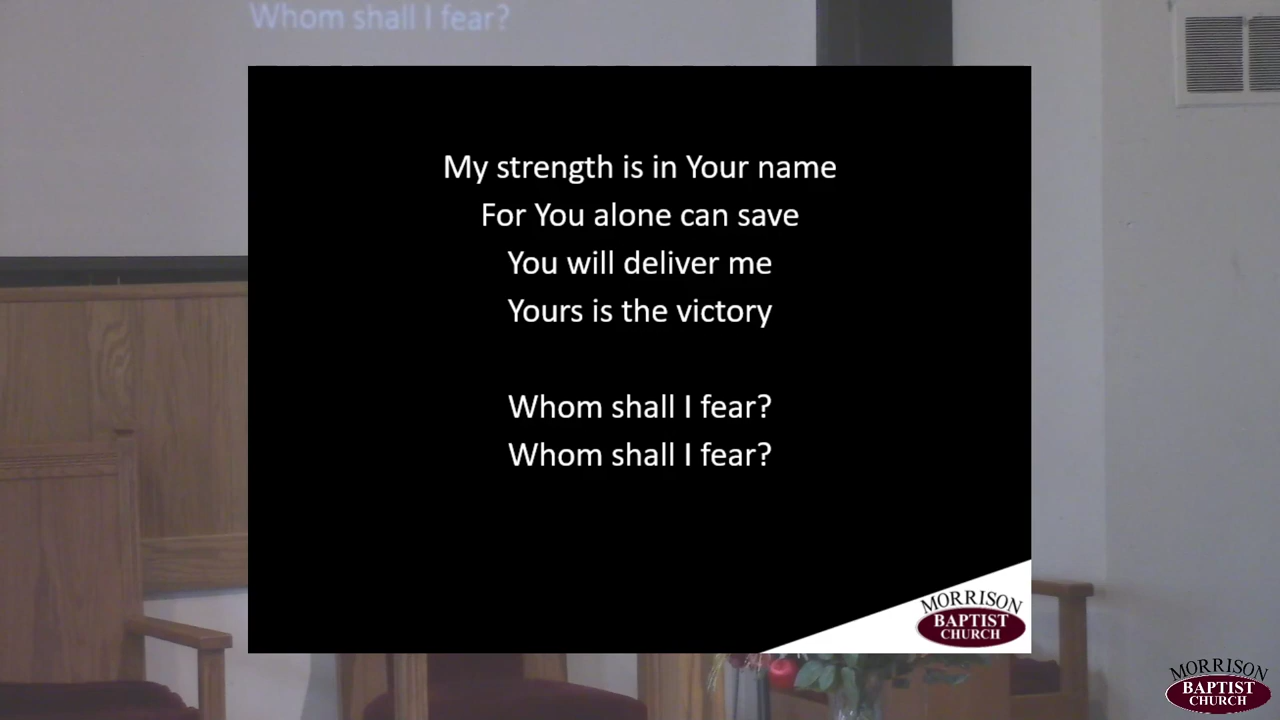 Whom shall I fear?
My strength is in Your name
For You alone can save
You will deliver me
Yours is the victory
Whom shall I fear?
Whom shall I fear?
MORRISON
BAPTIST
CHURCH
MORRISON
BAPTIST
CHURCH